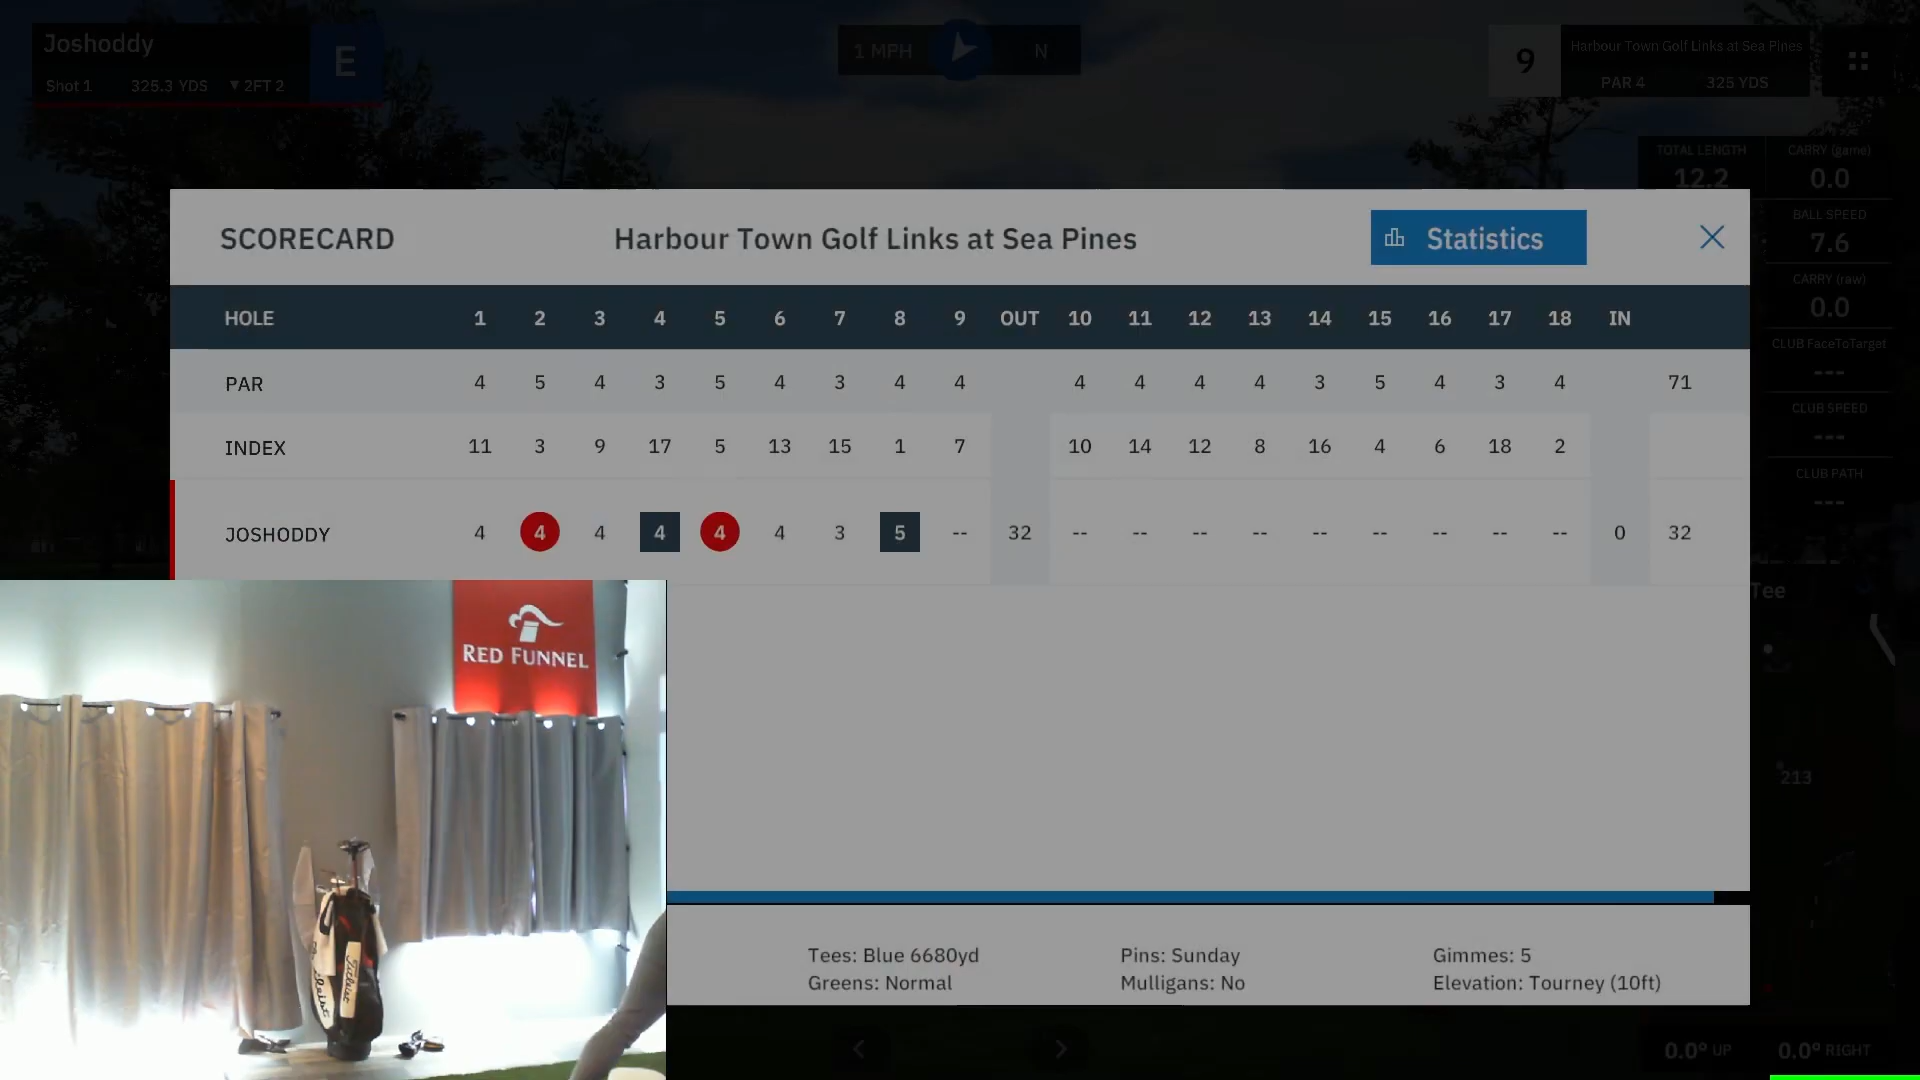 Joshoddy
E
Shot 1 325.3 YDS ▼ 2FT 2
1 MPH N
9
Harbour Town Golf Links at Sea Pines
PAR 4 325 YDS
TOTAL LENGTH
12.2
CARRY (game)
0.0
BALL SPEED
7.6
CARRY (raw)
0.0
CLUB FaceToTarget
---
CLUB SPEED
---
CLUB PATH
---
SCORECARD
Harbour Town Golf Links at Sea Pines
Statistics
HOLE 1 2 3 4 5 6 7 8 9 OUT 10 11 12 13 14 15 16 17 18 IN
PAR 4 5 4 3 5 4 3 4 4 4 4 4 4 3 5 4 3 4 71
INDEX 11 3 9 17 5 13 15 1 7 10 14 12 8 16 4 6 18 2
JOSHODDY 4 4 4 4 4 4 3 5 -- 32 -- -- -- -- -- -- -- -- -- 0 32
Tee
213
RED FUNNEL
Titleist
Tees: Blue 6680yd
Greens: Normal
Pins: Sunday
Mulligans: No
Gimmes: 5
Elevation: Tourney (10ft)
0.0° UP 0.0° RIGHT